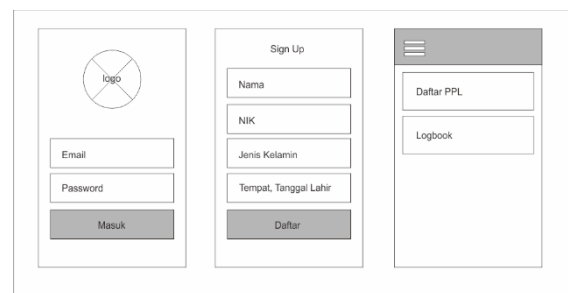 logo
Email
Password
Masuk
Sign Up
Nama
NIK
Jenis Kelamin
Tempat, Tanggal Lahir
Daftar
Daftar PPL
Logbook